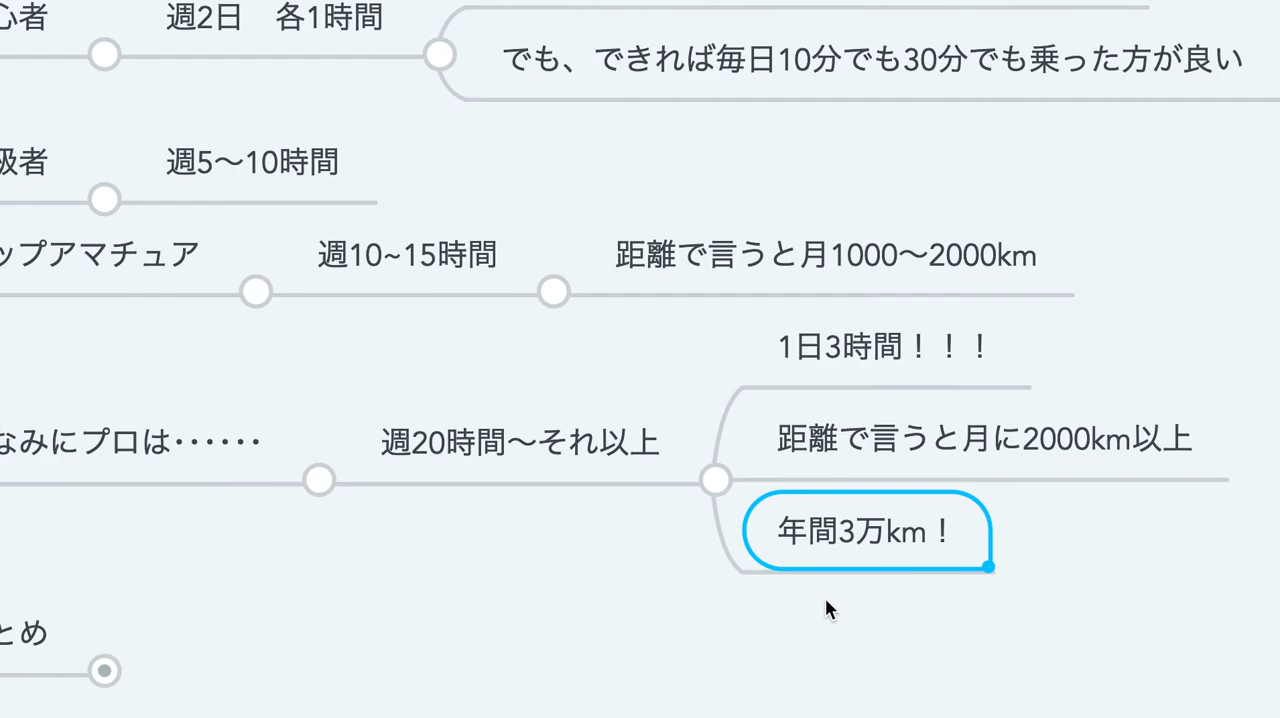 心者
週2日　各1時間
でも、できれば毎日10分でも30分でも乗った方が良い
級者
週5〜10時間
ップアマチュア
週10~15時間
距離で言うと月1000〜2000km
1日3時間！！！
なみにプロは‥‥‥
週20時間〜それ以上
距離で言うと月に2000km以上
年間3万km！
とめ